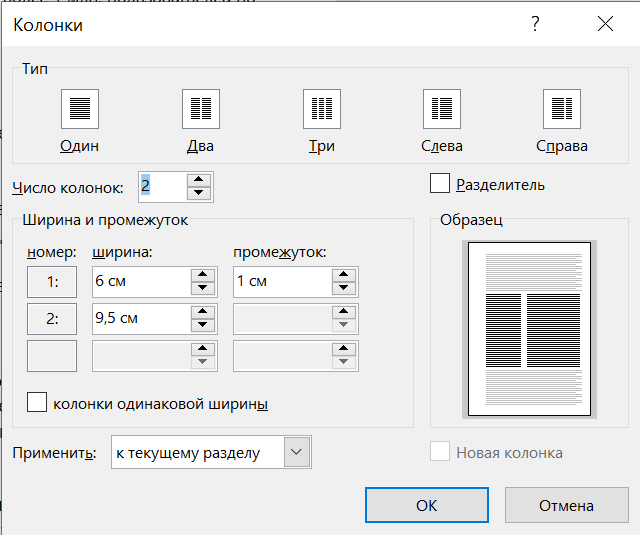 Колонки
Тип
Один
Два
Три
Слева
Справа
Число колонок:
2
Разделитель
Ширина и промежуток
Образец
номер:
ширина:
промежуток:
1:
6 см
1 см
2:
9,5 см
колонки одинаковой ширины
Применить:
к текущему разделу
Новая колонка
ОК
Отмена